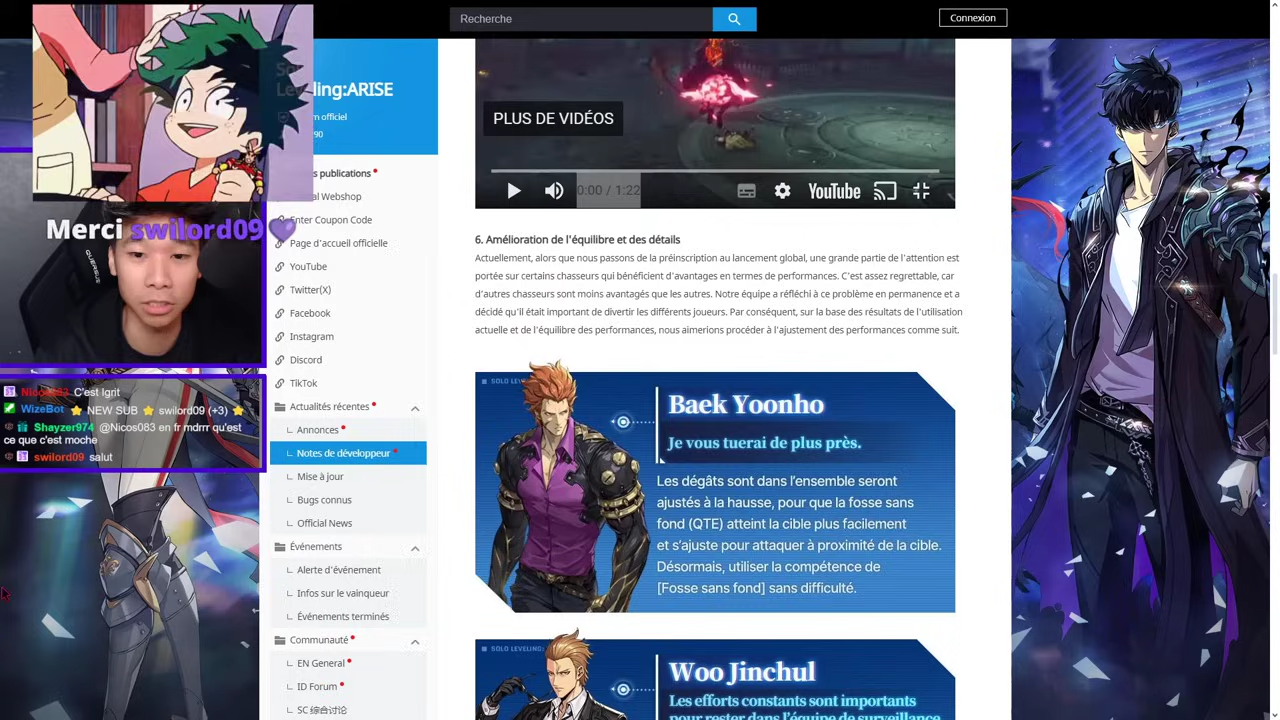 Recherche
Connexion
Leveling:ARISE
officiel
90
publications
Webshop
Enter Coupon Code
Page d'accueil officielle
YouTube
Twitter(X)
Facebook
Instagram
Discord
TikTok
Actualités récentes
Annonces
Notes de développeur
Mise à jour
Bugs connus
Official News
Événements
Alerte d'événement
Infos sur le vainqueur
Événements terminés
Communauté
EN General
ID Forum
SC 综合讨论
Merci swilord09
QUERSUS
Nicos083 C'est Igrit
WizeBot NEW SUB swilord09 (+3)
Shayzer974 @Nicos083 en fr mdrrr qu'est
ce que c'est moche
swilord09 salut
PLUS DE VIDÉOS
0:00 / 1:22
YouTube
6. Amélioration de l'équilibre et des détails
Actuellement, alors que nous passons de la préinscription au lancement global, une grande partie de l'attention est
portée sur certains chasseurs qui bénéficient d'avantages en termes de performances. C'est assez regrettable, car
d'autres chasseurs sont moins avantagés que les autres. Notre équipe a réfléchi à ce problème en permanence et a
décidé qu'il était important de divertir les différents joueurs. Par conséquent, sur la base des résultats de l'utilisation
actuelle et de l'équilibre des performances, nous aimerions procéder à l'ajustement des performances comme suit.
SOLO LEV
Baek Yoonho
Je vous tuerai de plus près.
Les dégâts sont dans l'ensemble seront
ajustés à la hausse, pour que la fosse sans
fond (QTE) atteint la cible plus facilement
et s'ajuste pour attaquer à proximité de la cible.
Désormais, utiliser la compétence de
[Fosse sans fond] sans difficulté.
SOLO LEVELING:
Woo Jinchul
Les efforts constants sont importants
pour rester dans l'équipe de surveillance